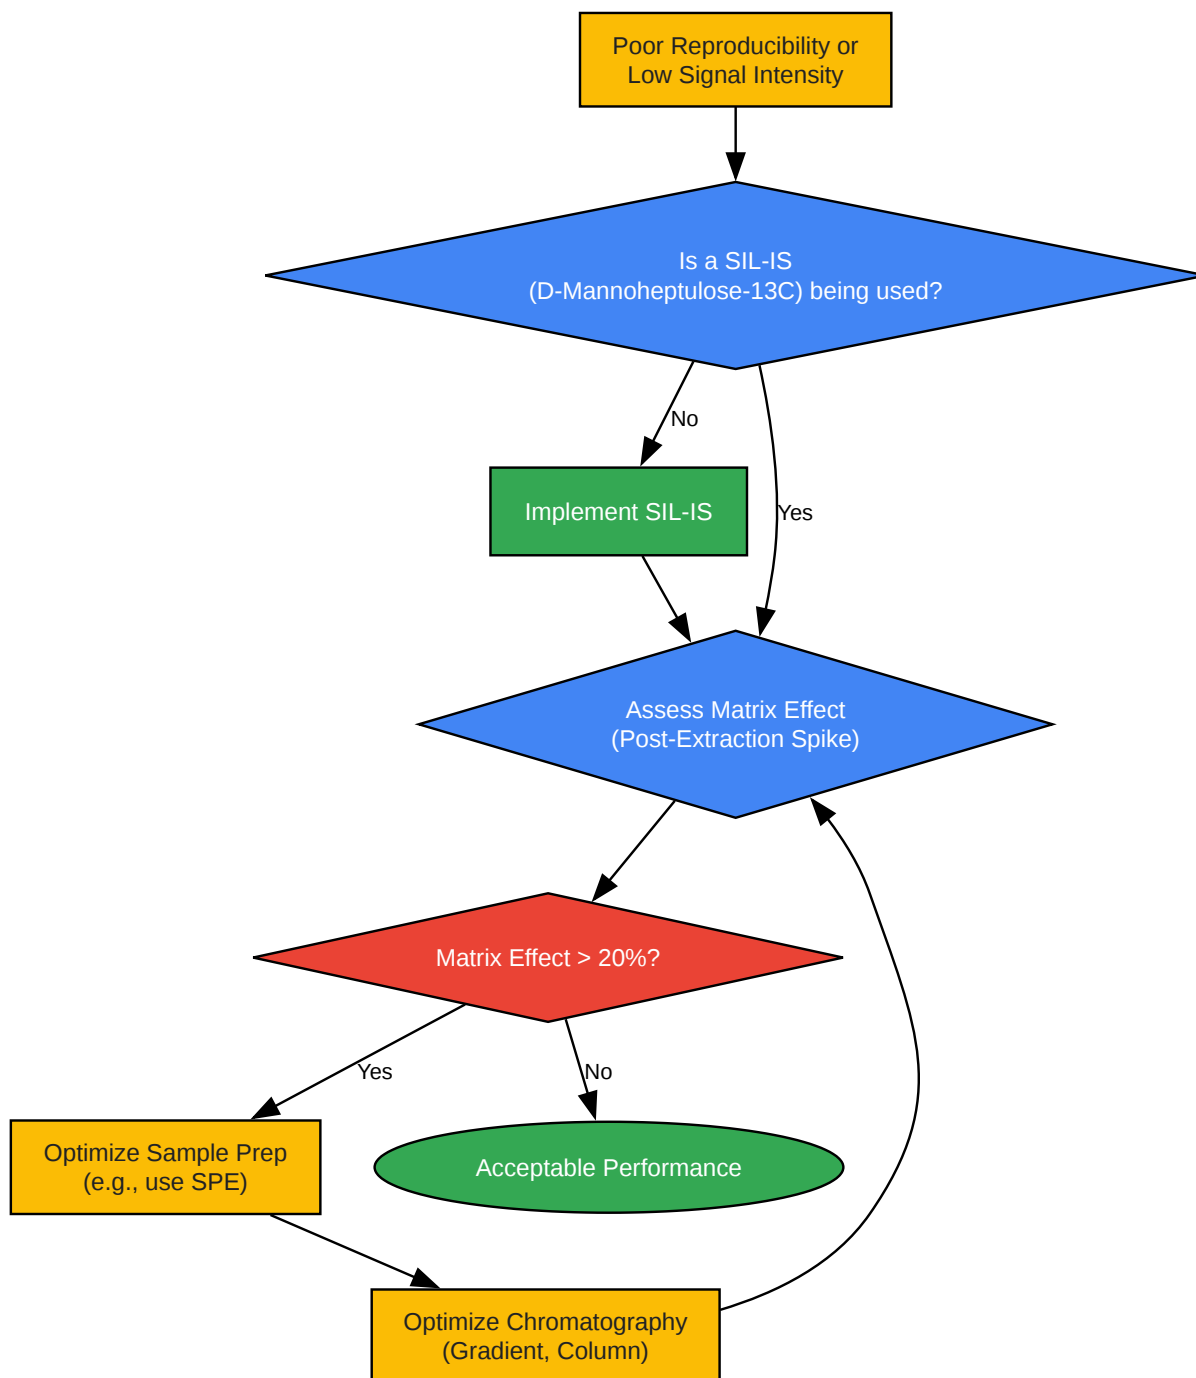 Poor Reproducibility or
Low Signal Intensity
Is a SIL-IS
(D-Mannoheptulose-13C) being used?
No
Implement SIL-IS
Yes
Assess Matrix Effect
(Post-Extraction Spike)
Matrix Effect > 20%?
Yes
No
Optimize Sample Prep
(e.g., use SPE)
Acceptable Performance
Optimize Chromatography
(Gradient, Column)